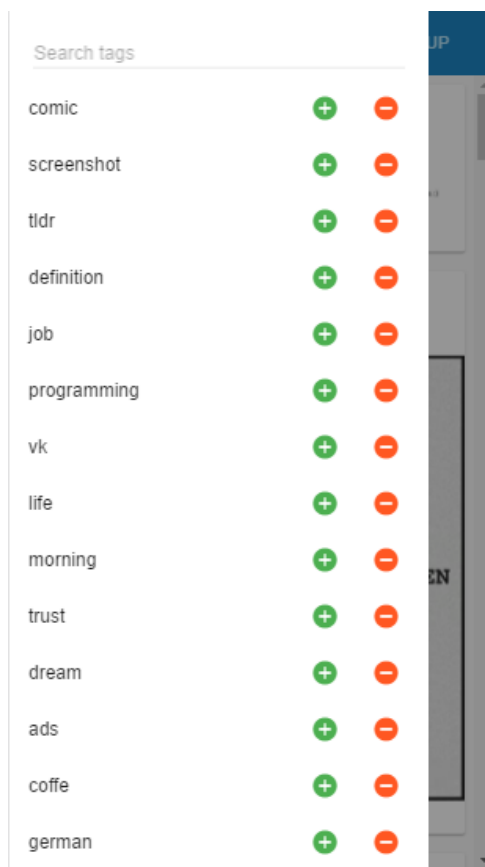 Search tags
UP
comic
screenshot
tldr
definition
job
programming
vk
life
morning
EN
trust
dream
ads
coffe
german